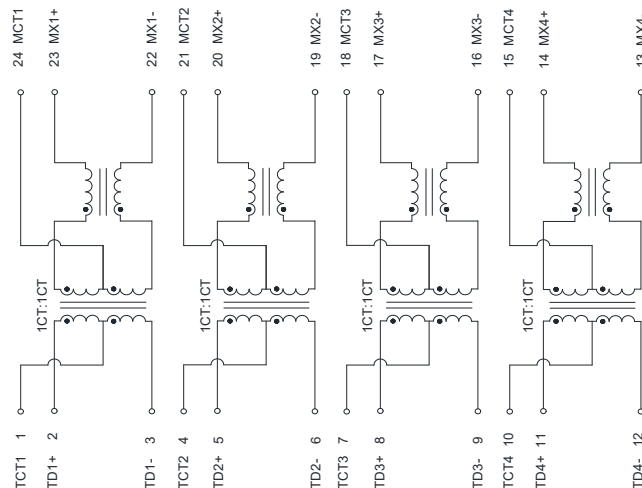 24 MCT1
23 MX1+
22 MX1-
21 MCT2
20 MX2+
19 MX2-
18 MCT3
17 MX3+
16 MX3-
15 MCT4
14 MX4+
13 MX4
1CT:1CT
1CT:1CT
1CT:1CT
1CT:1CT
TCT1 1
TD1+ 2
TD1- 3
TCT2 4
TD2+ 5
TD2- 6
TCT3 7
TD3+ 8
TD3- 9
TCT4 10
TD4+ 11
TD4- 12